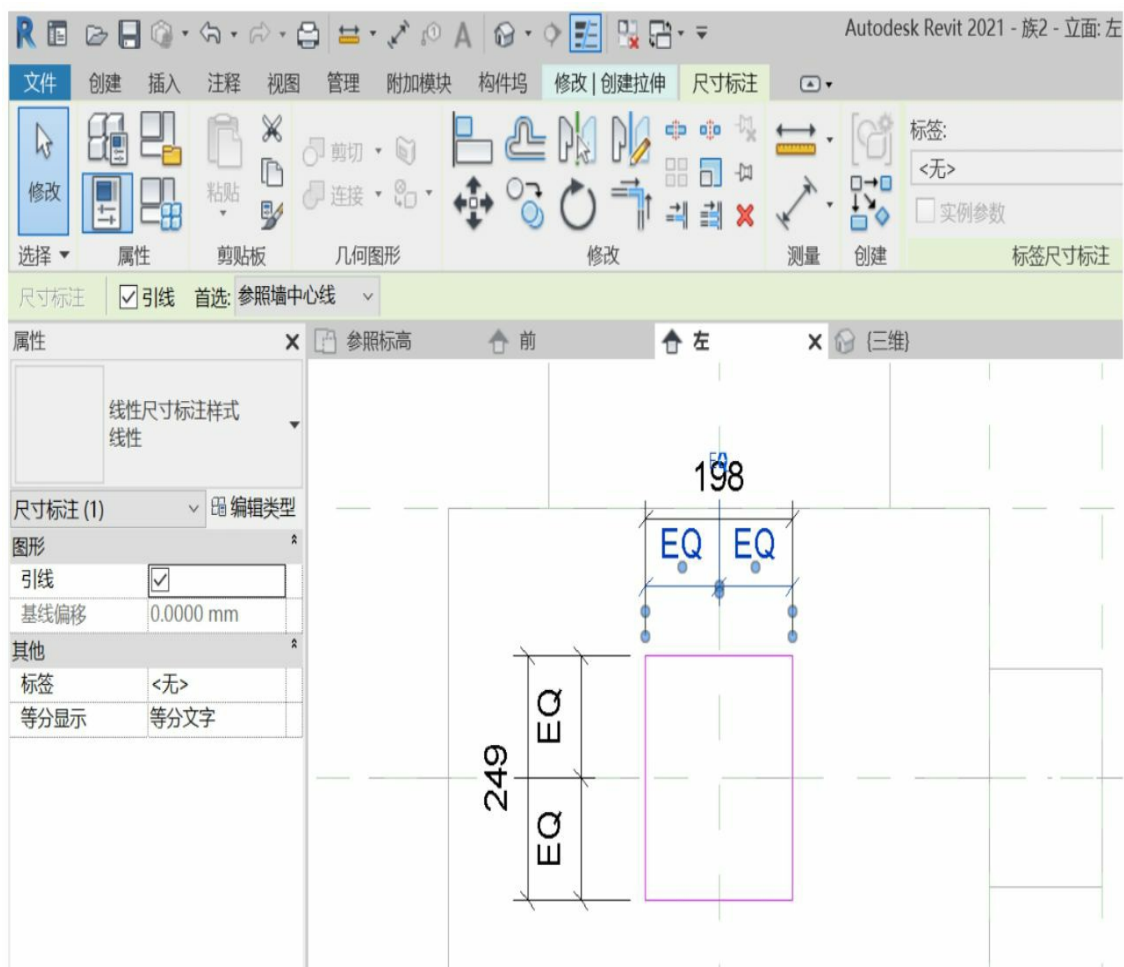 Autodesk Revit 2021 - 族2 - 立面: 左
文件 创建 插入 注释 视图 管理 附加模块 构件坞 修改 | 创建拉伸 尺寸标注
修改 粘贴 剪切 连接 标签:
<无>
实例参数
选择 属性 剪贴板 几何图形 修改 测量 创建 标签尺寸标注
尺寸标注 引线 首选: 参照墙中心线
属性 参照标高 前 左 {三维}
线性尺寸标注样式
线性
尺寸标注 (1) 编辑类型
图形
引线
基线偏移 0.0000 mm
其他
标签 <无>
等分显示 等分文字
EQ
198
EQ EQ
EQ
249
EQ